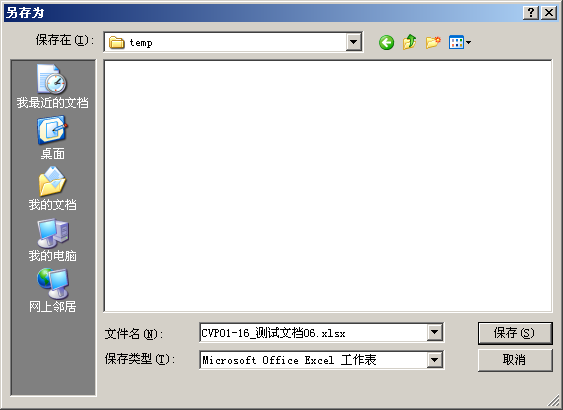 另存为
保存在(I):
temp
我最近的文档
桌面
我的文档
我的电脑
网上邻居
文件名(N):
CVP01-16_测试文档06.xlsx
保存(S)
保存类型(T):
Microsoft Office Excel 工作表
取消